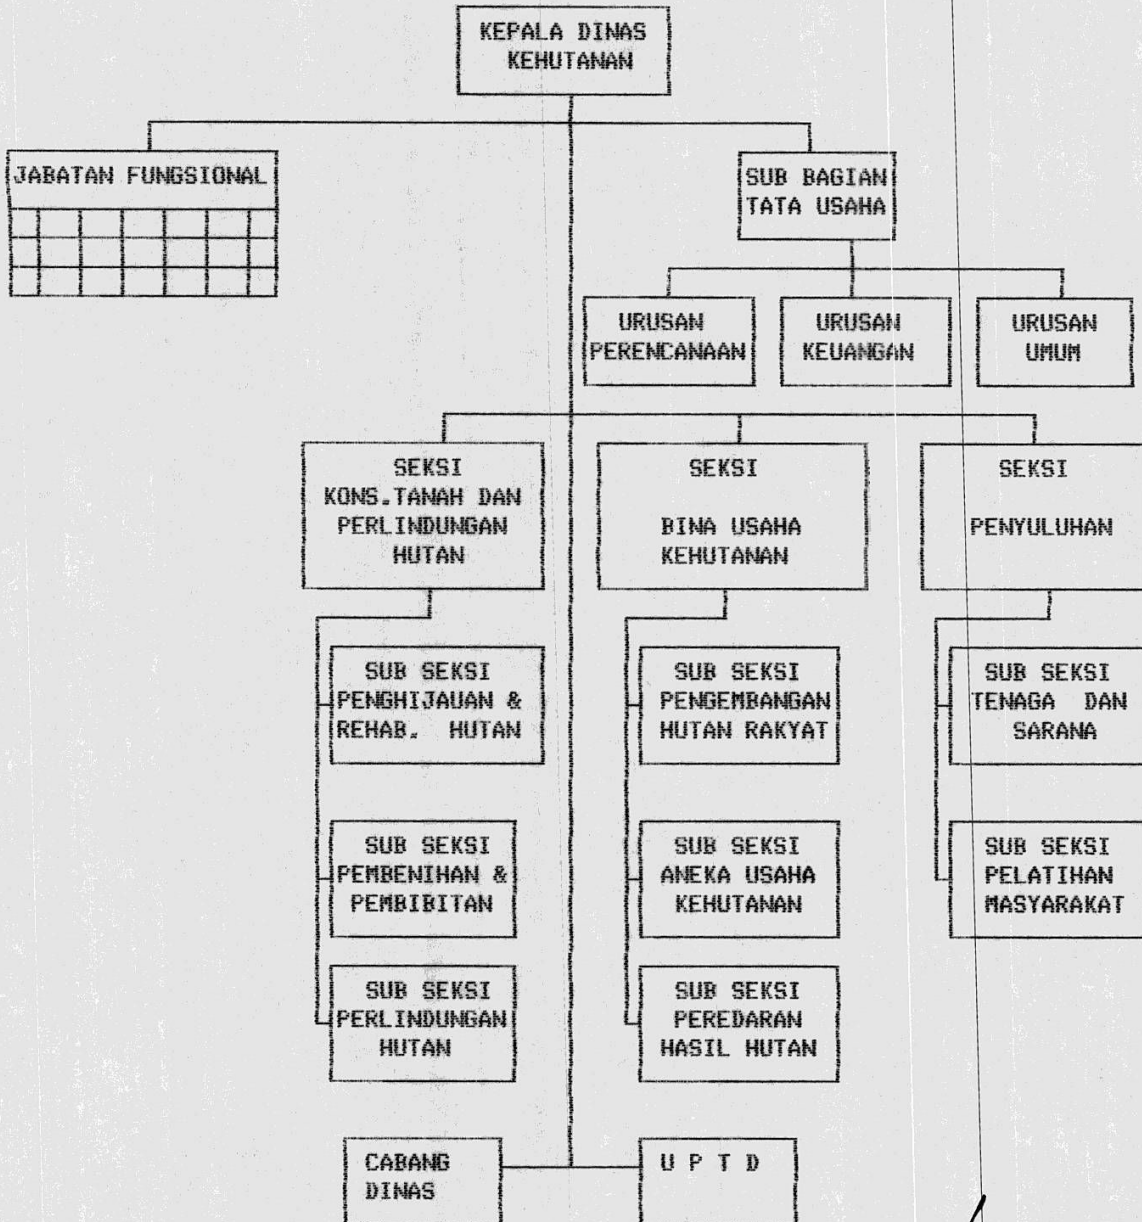 KEPALA DINAS
KEHUTANAN
JABATAN FUNGSIONAL
SUB BAGIAN
TATA USAHA
URUSAN
PERENCANAAN
URUSAN
KEUANGAN
URUSAN
UMUM
SEKSI
KONS.TANAH DAN
PERLINDUNGAN
HUTAN
SEKSI
BINA USAHA
KEHUTANAN
SEKSI
PENYULUHAN
SUB SEKSI
PENGHIJAUAN &
REHAB. HUTAN
SUB SEKSI
PENGEMBANGAN
HUTAN RAKYAT
SUB SEKSI
TENAGA DAN
SARANA
SUB SEKSI
PEMBENIHAN &
PEMBIBITAN
SUB SEKSI
ANEKA USAHA
KEHUTANAN
SUB SEKSI
PELATIHAN
MASYARAKAT
SUB SEKSI
PERLINDUNGAN
HUTAN
SUB SEKSI
PEREDARAN
HASIL HUTAN
CABANG
DINAS
U P T D